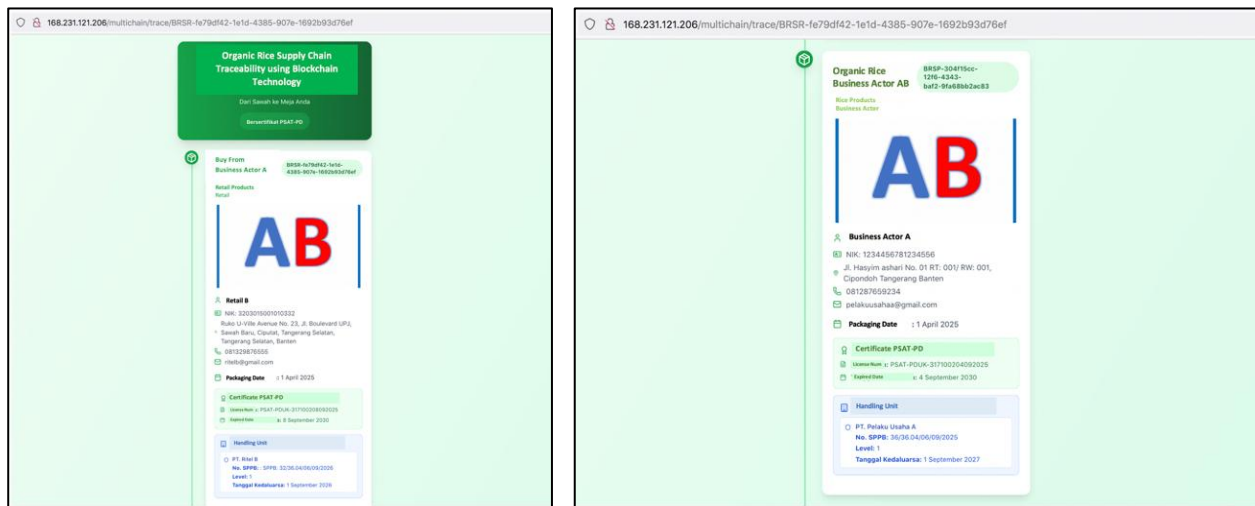 168.231.121.206/multichain/trace/BRSR-fe79df42-1e1d-4385-907e-1692b93d76ef
Organic Rice Supply Chain
Traceability using Blockchain
Technology
Dari Sawah ke Meja Anda
Bersertifikat PSAT-PD
Buy From
Business Actor A
BRSR-fe79df42-1e1d-
4385-907e-1692b93d76ef
Retail Products
Retail
AB
Retail B
NIK: 3203015001010332
Ruko U-Ville Avenue No. 23, Jl. Boulevard UPJ,
Sawah Baru, Ciputat, Tangerang Selatan,
Tangerang Selatan, Banten
081329876555
ritelb@gmail.com
Packaging Date : 1 April 2025
Certificate PSAT-PD
License Num : PSAT-PDUK-317100208092025
Expired Date : 8 September 2030
Handling Unit
PT. Ritel B
No. SPPB: : SPPB: 33/36.04/06/09/2025
Level: 1
Tanggal Kedaluarsa: 1 September 2026
168.231.121.206/multichain/trace/BRSR-fe79df42-1e1d-4385-907e-1692b93d76ef
Organic Rice
Business Actor AB
BRSP-304f15cc-
12f6-4343-
baf2-9fa68bb2ac83
Rice Products
Business Actor
AB
Business Actor A
NIK: 1234456781234556
Jl. Hasyim ashari No. 01 RT: 001/ RW: 001,
Cipondoh Tangerang Banten
081287659234
pelakuusahaa@gmail.com
Packaging Date : 1 April 2025
Certificate PSAT-PD
License Num : PSAT-PDUK-317100204092025
Expired Date : 4 September 2030
Handling Unit
PT. Pelaku Usaha A
No. SPPB: 36/36.04/06/09/2025
Level: 1
Tanggal Kedaluarsa: 1 September 2027